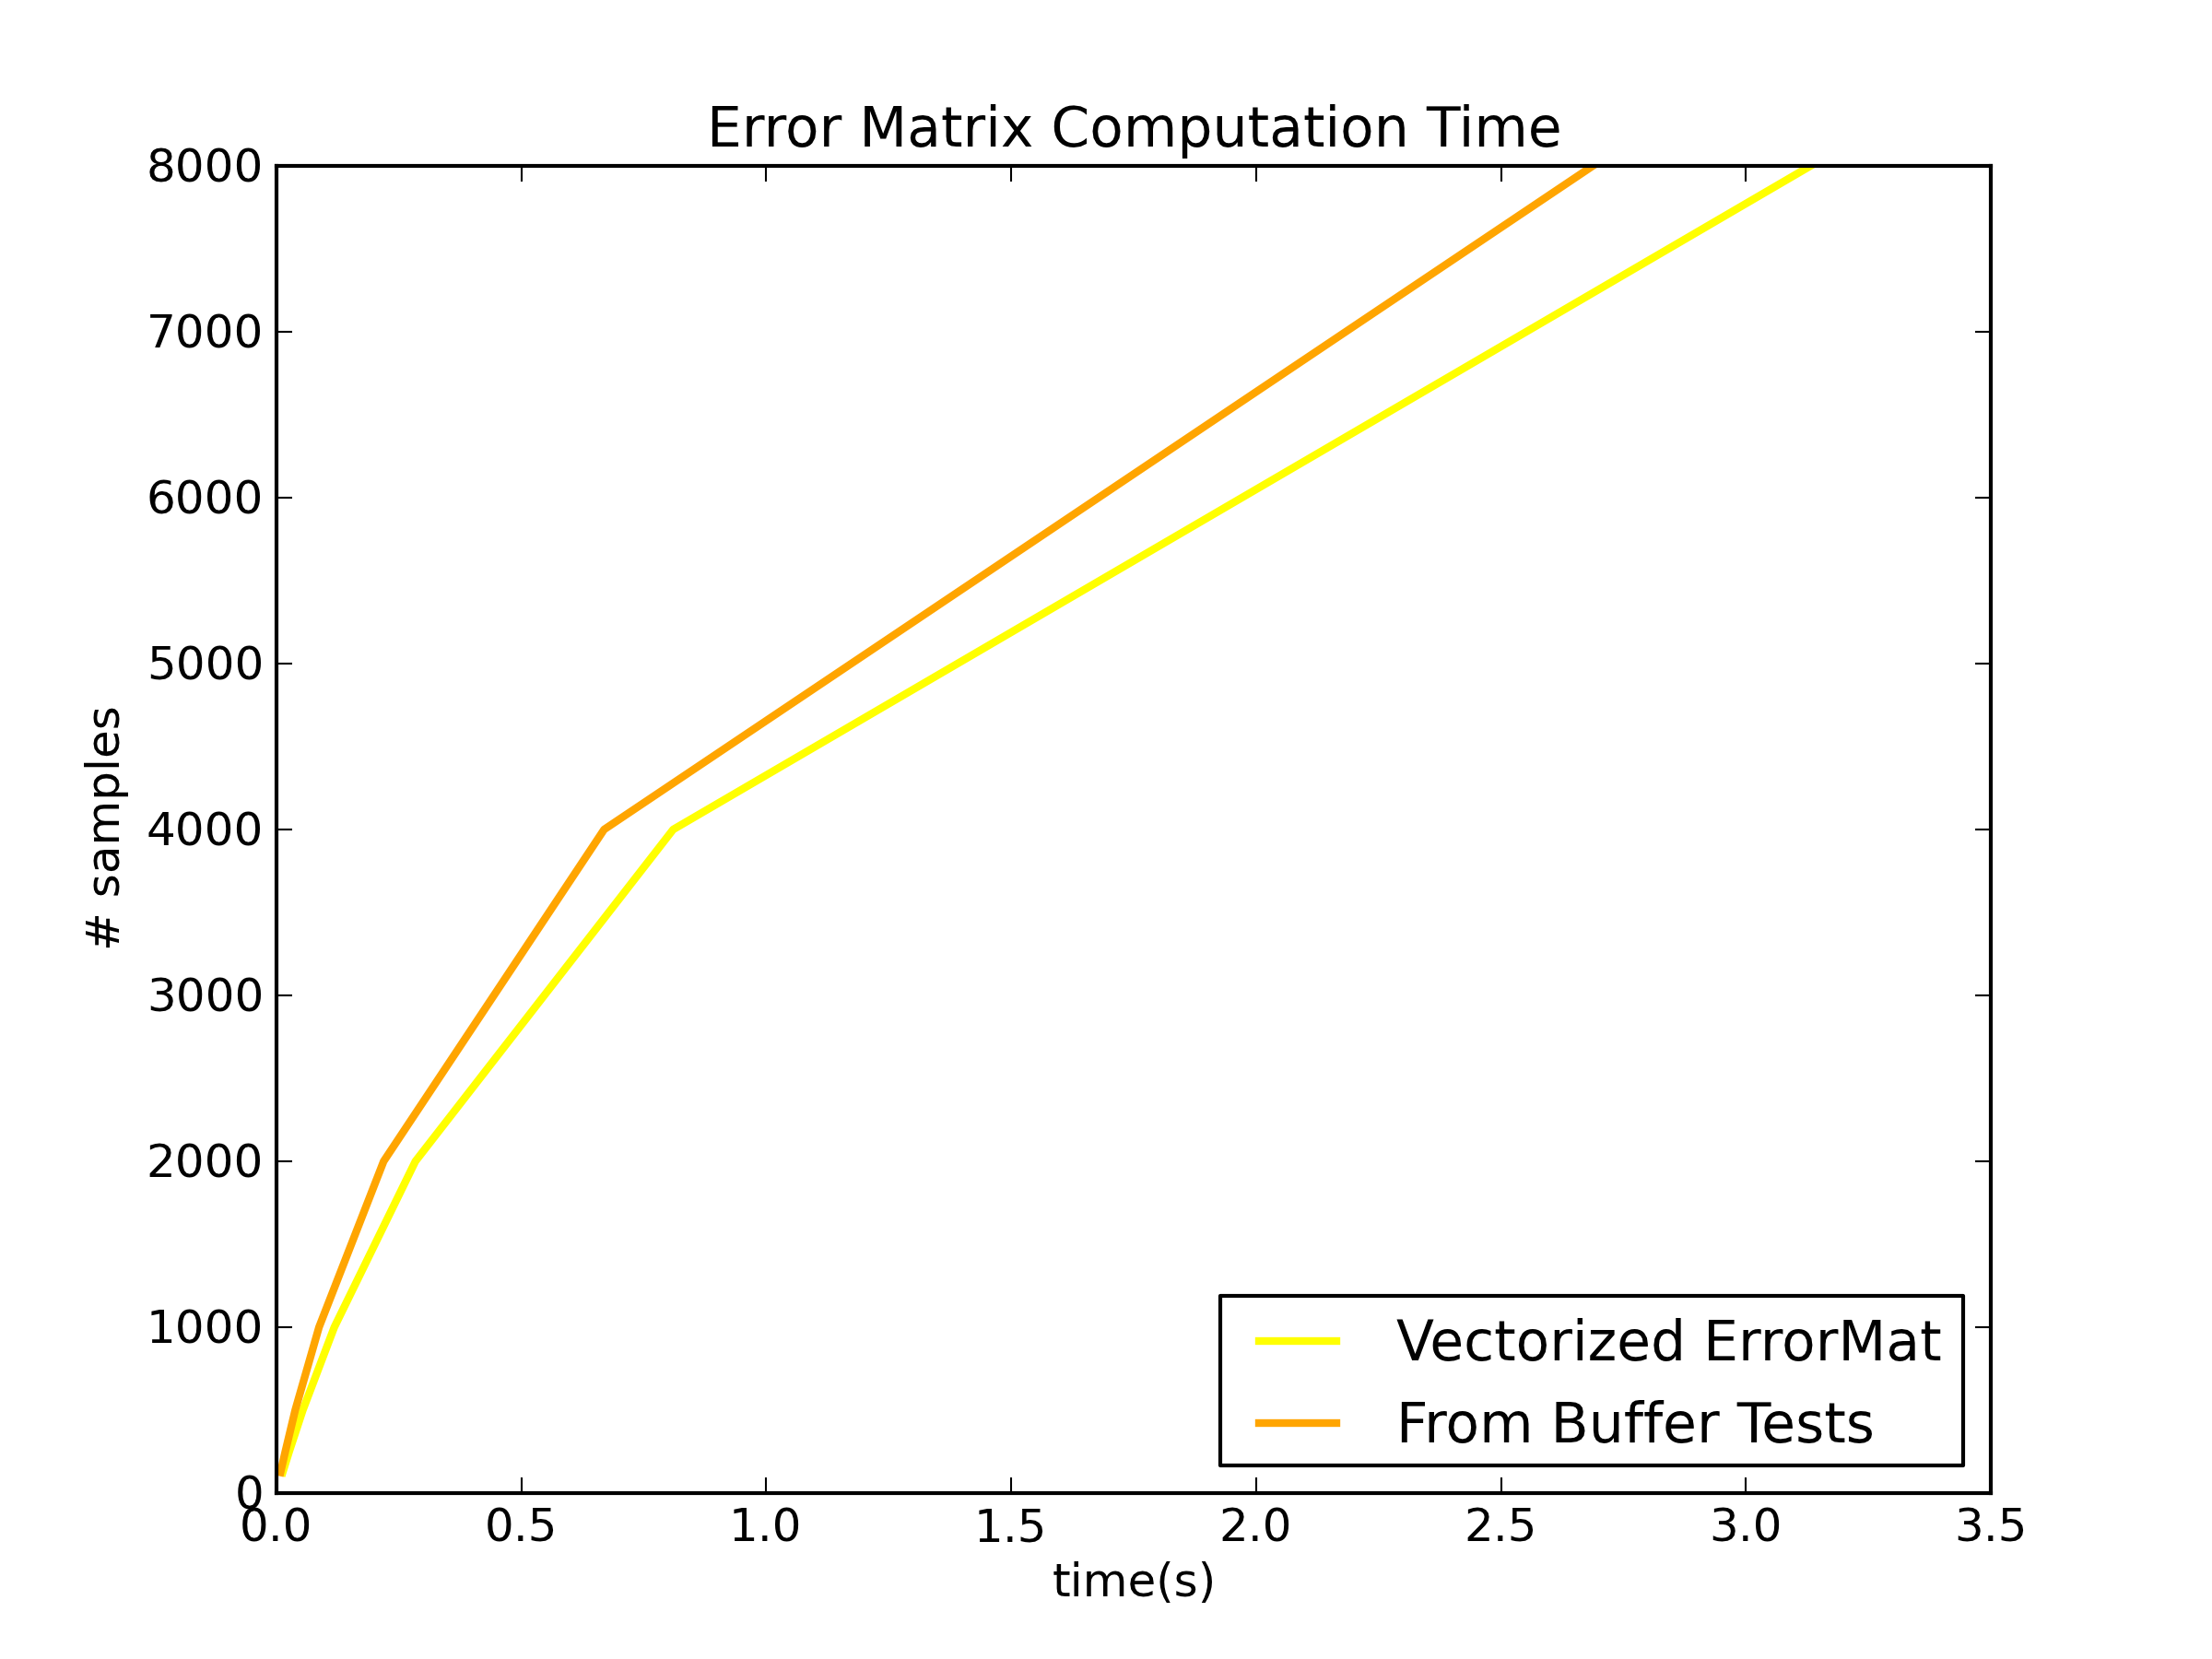 Error Matrix Computation Time
8000
7000
6000
5000
4000
3000
2000
1000
0
# samples
0.0 0.5 1.0 1.5 2.0 2.5 3.0 3.5
time(s)
Vectorized ErrorMat
From Buffer Tests